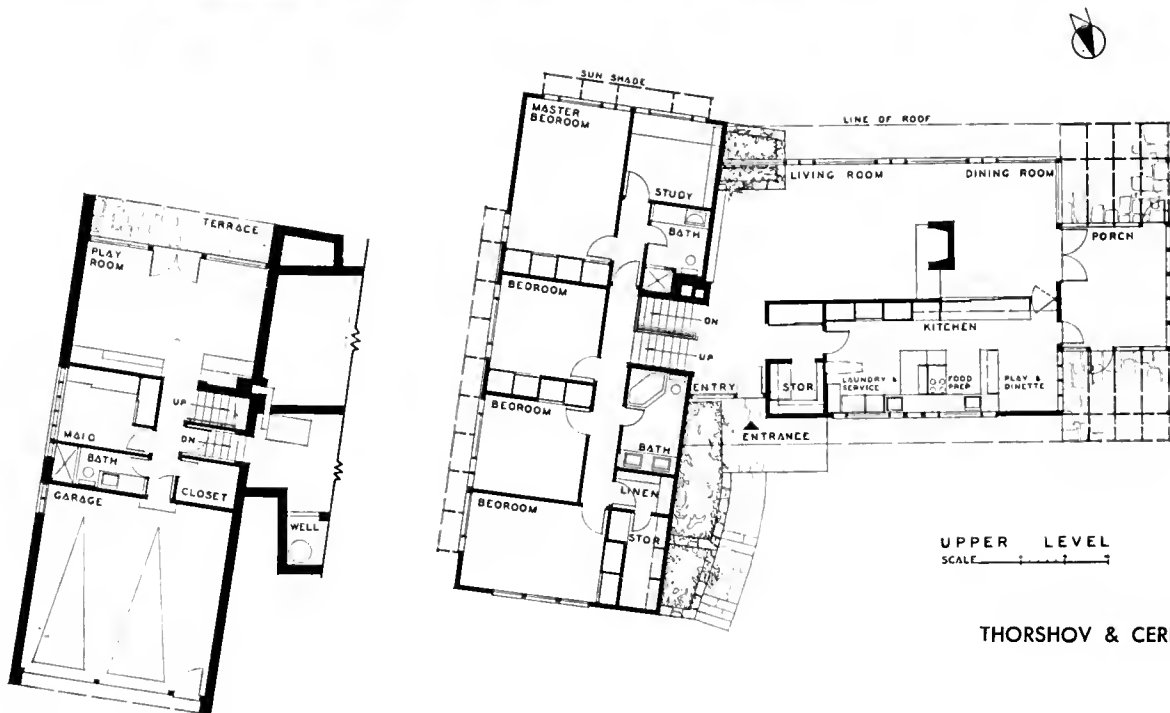 TERRACE
PLAY
ROOM
UP
DN
MAID
BATH
CLOSET
GARAGE
WELL
SUN SHADE
MASTER
BEDROOM
STUDY
BATH
BEDROOM
DN
UP
BEDROOM
ENTRY
BATH
LINEN
BEDROOM
STOR
LINE OF ROOF
LIVING ROOM
DINING ROOM
PORCH
KITCHEN
STOR
LAUNDRY &
SERVICE
FOOD
PREP
PLAY &
DINETTE
ENTRANCE
UPPER LEVEL
SCALE
THORSHOV & CER